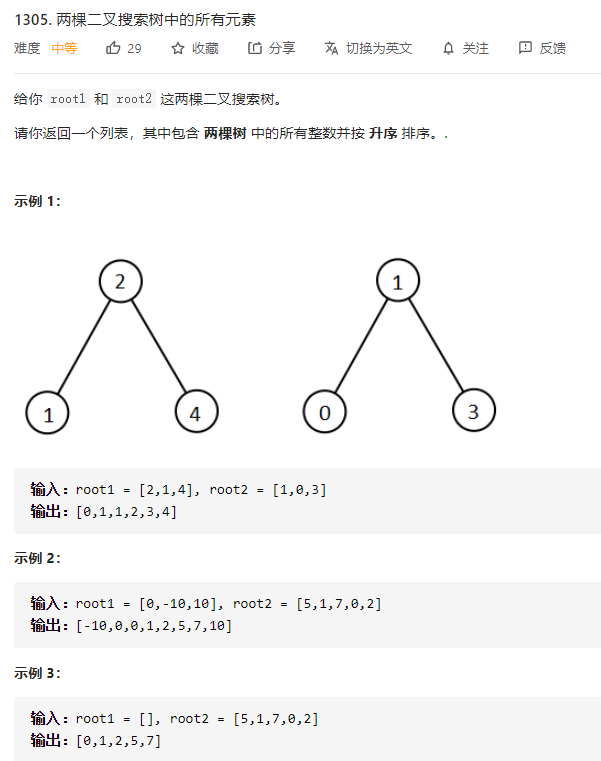 1305. 两棵二叉搜索树中的所有元素
难度 中等 29 收藏 分享 切换为英文 关注 反馈
给你 root1 和 root2 这两棵二叉搜索树。
请你返回一个列表，其中包含 两棵树 中的所有整数并按 升序 排序。.
示例 1：
2
1
4
1
0
3
输入：root1 = [2,1,4], root2 = [1,0,3]
输出：[0,1,1,2,3,4]
示例 2：
输入：root1 = [0,-10,10], root2 = [5,1,7,0,2]
输出：[-10,0,0,1,2,5,7,10]
示例 3：
输入：root1 = [], root2 = [5,1,7,0,2]
输出：[0,1,2,5,7]